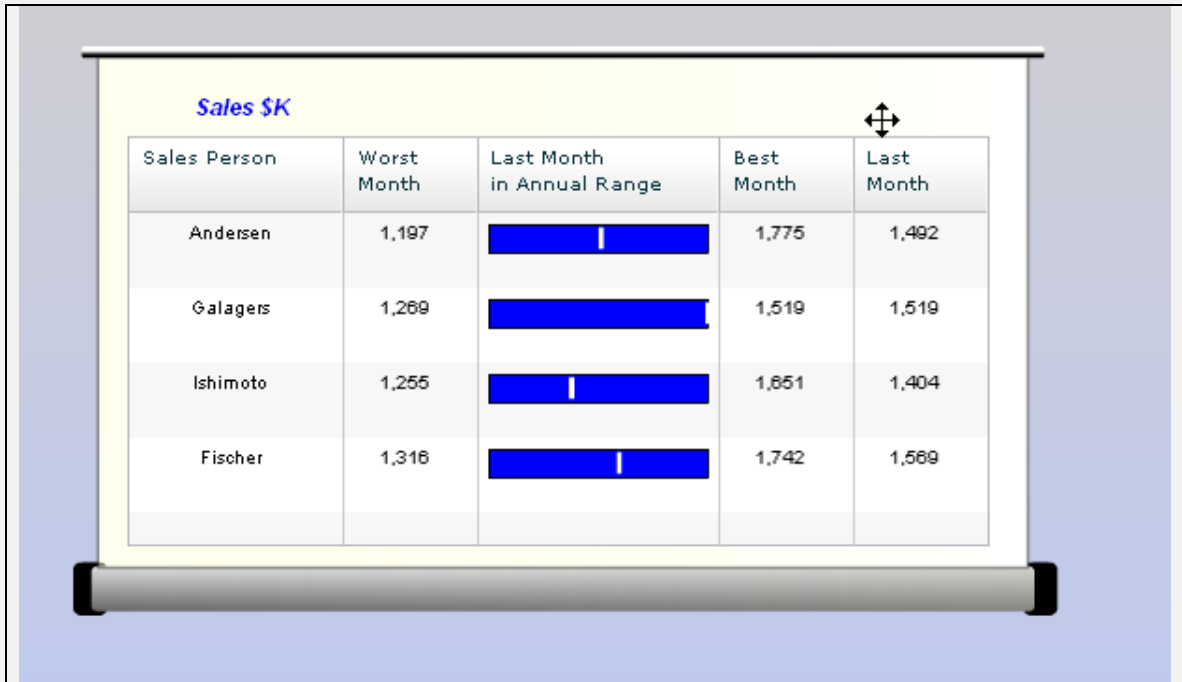 Sales $K
Sales Person Worst Month Last Month in Annual Range Best Month Last Month
Andersen 1,197 1,775 1,492
Galagers 1,269 1,519 1,519
Ishimoto 1,255 1,651 1,404
Fischer 1,316 1,742 1,569